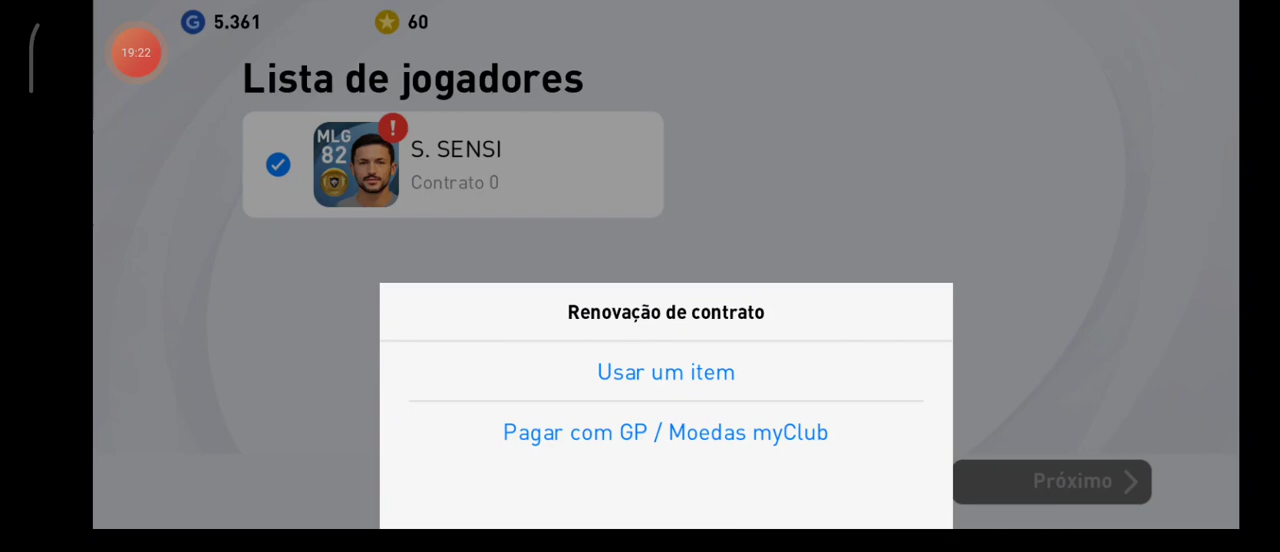 G 5.361
60
19:22
Lista de jogadores
MLG
82
!
S. SENSI
Contrato 0
Renovação de contrato
Usar um item
Pagar com GP / Moedas myClub
Próximo